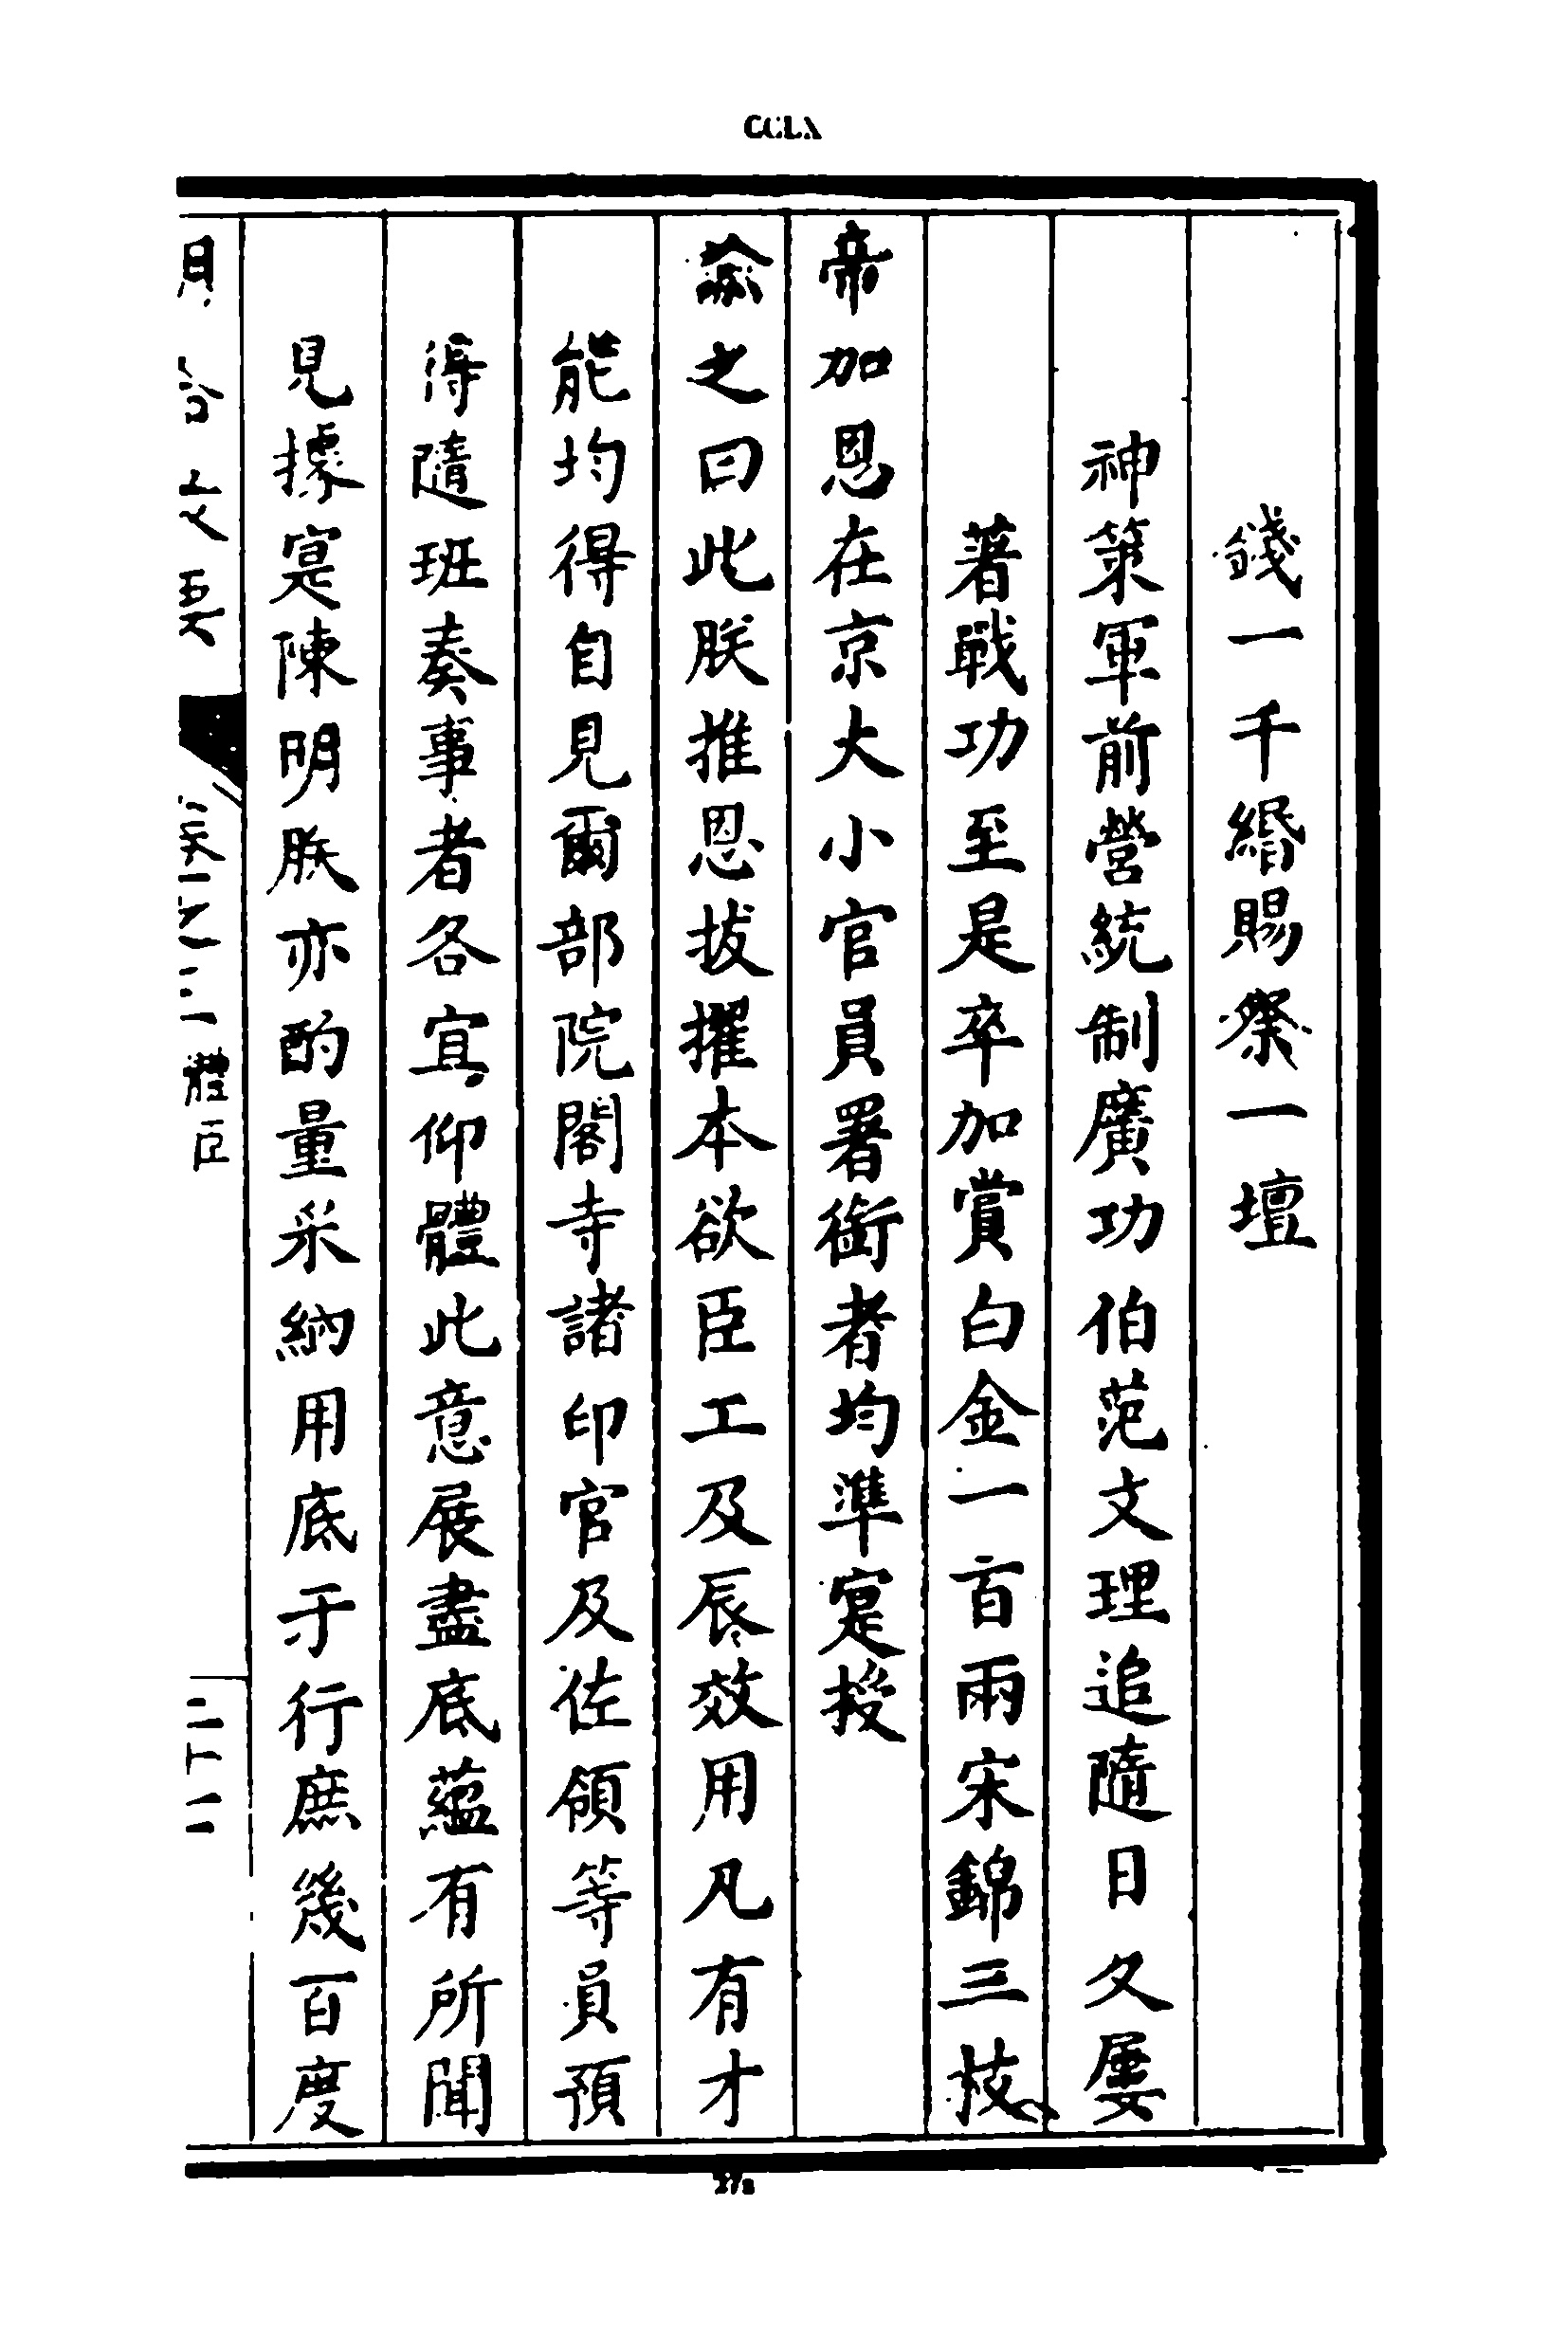 CCLX
錢一千緡賜祭一壇
神策軍前營統制廣功伯范文理追隨日久屢
著戰功至是卒加賞白金一百兩宋錦三枝
帝加恩在京大小官員署銜者均準寔授
諭之曰此朕推恩拔擢本欲臣工及辰效用凡有才
能均得自見爾部院閣寺諸印官及佐領等員預
得隨班奏事者各宜仰體此意展盡底蘊有所聞
見據寔陳明朕亦酌量采納用底于行庶幾百度
體臣